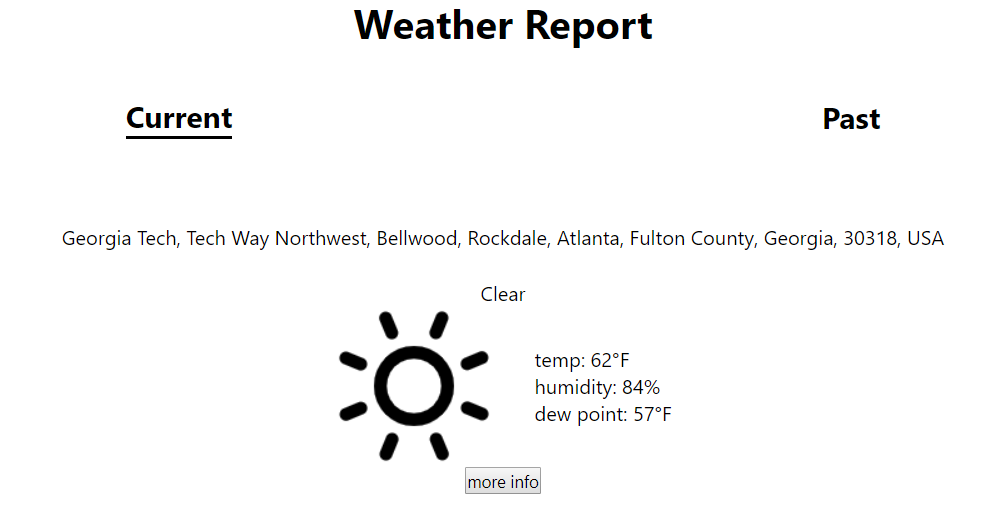 Weather Report
Current
Past
Georgia Tech, Tech Way Northwest, Bellwood, Rockdale, Atlanta, Fulton County, Georgia, 30318, USA
Clear
temp: 62°F
humidity: 84%
dew point: 57°F
more info